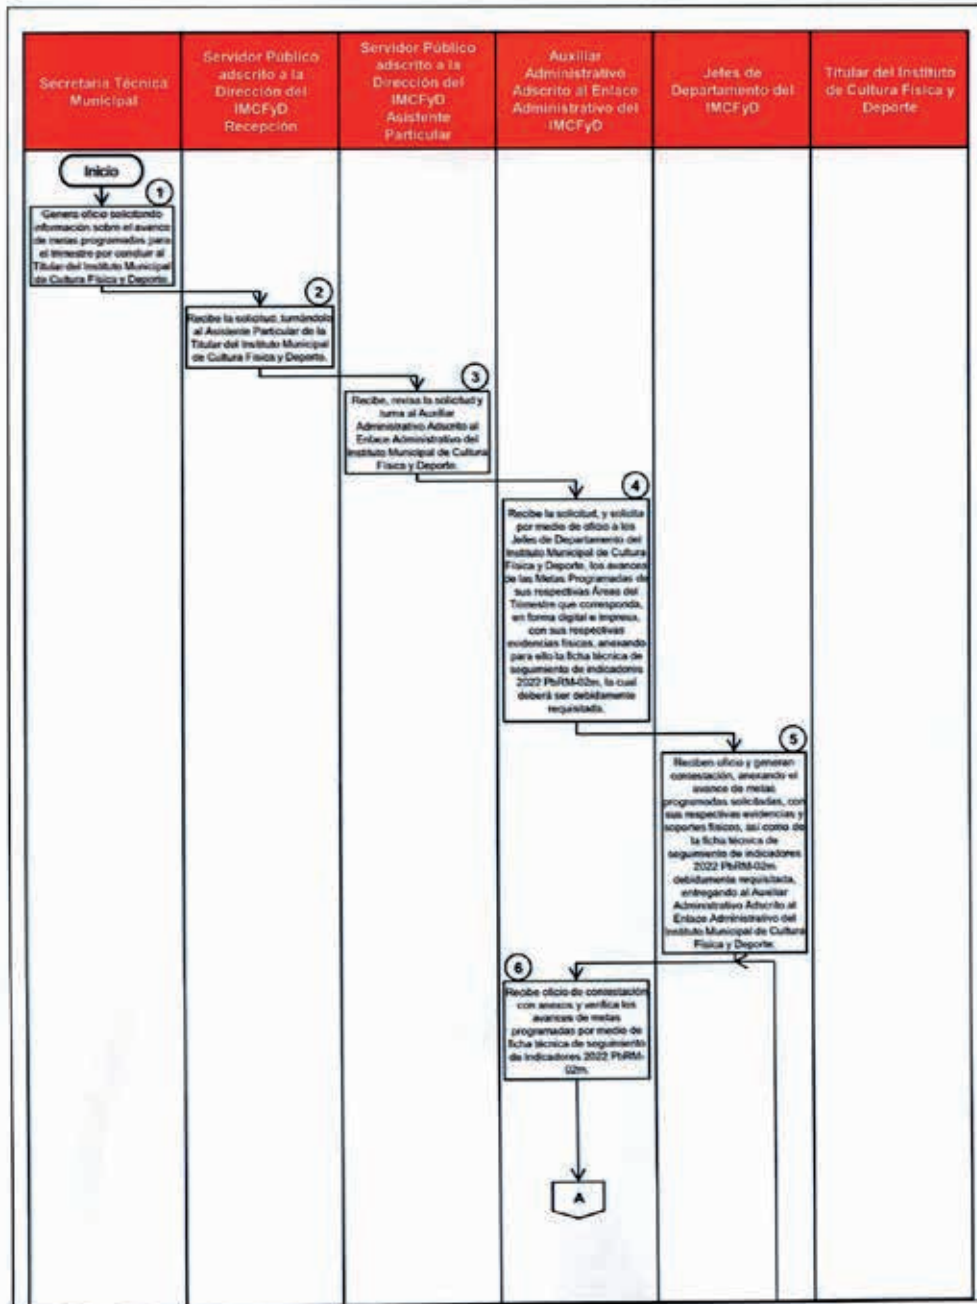 Secretaría Técnica
Municipal
Servidor Público
adscrito a la
Dirección del
IMCFyD
Recepción
Servidor Público
adscrito a la
Dirección del
IMCFyD
Asistente
Particular
Auxiliar
Administrativo
Adscrito al Enlace
Administrativo del
IMCFyD
Jefes de
Departamento del
IMCFyD
Titular del Instituto
de Cultura Física y
Deporte
Inicio
1
Genera oficio solicitando
información sobre el avance
de metas programadas para
el trimestre por concluir al
Titular del Instituto Municipal
de Cultura Física y Deporte.
2
Recibe la solicitud, turnándola
al Asistente Particular de la
Titular del Instituto Municipal
de Cultura Física y Deporte.
3
Recibe, revisa la solicitud y
turna al Auxiliar
Administrativo Adscrito al
Enlace Administrativo del
Instituto Municipal de Cultura
Física y Deporte.
4
Recibe la solicitud, y solicita
por medio de oficio a los
Jefes de Departamento del
Instituto Municipal de Cultura
Física y Deporte, los avances
de las Metas Programadas de
sus respectivas Áreas del
Trimestre que corresponda,
en forma digital e impresa,
con sus respectivas
evidencias físicas, anexando
para ello la ficha técnica de
seguimiento de indicadores
2022 PbRM-02m, la cual
deberá ser debidamente
requisitada.
5
Reciben oficio y generan
contestación, anexando el
avance de metas
programadas solicitadas, con
sus respectivas evidencias y
soportes físicos, así como de
la ficha técnica de
seguimiento de indicadores
2022 PbRM-02m
debidamente requisitada,
entregando al Auxiliar
Administrativo Adscrito al
Enlace Administrativo del
Instituto Municipal de Cultura
Física y Deporte.
6
Recibe oficio de contestación
con anexos y verifica los
avances de metas
programadas por medio de
ficha técnica de seguimiento
de Indicadores 2022 PbRM-
02m.
A